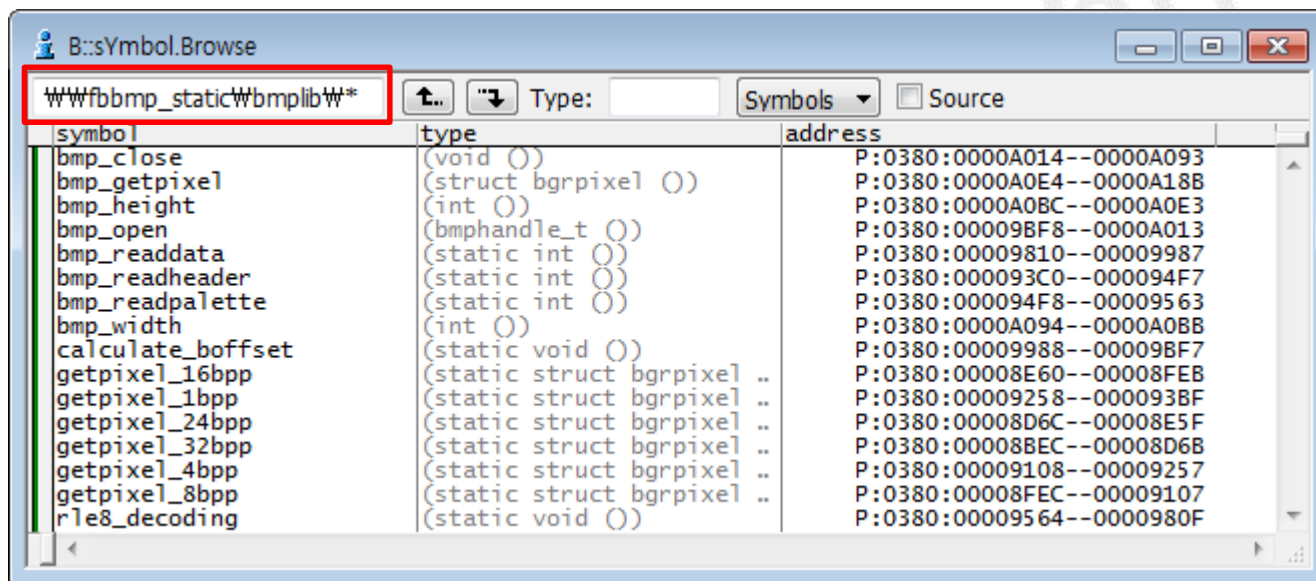 B::sYmbol.Browse
₩₩fbbmp_static₩bmplib₩* Type: Symbols Source
symbol type address
bmp_close (void ()) P:0380:0000A014--0000A093
bmp_getpixel (struct bgrpixel ()) P:0380:0000A0E4--0000A18B
bmp_height (int ()) P:0380:0000A0BC--0000A0E3
bmp_open (bmphandle_t ()) P:0380:00009BF8--0000A013
bmp_readdata (static int ()) P:0380:00009810--00009987
bmp_readheader (static int ()) P:0380:000093C0--000094F7
bmp_readpalette (static int ()) P:0380:000094F8--00009563
bmp_width (int ()) P:0380:0000A094--0000A0BB
calculate_boffset (static void ()) P:0380:00009988--00009BF7
getpixel_16bpp (static struct bgrpixel .. P:0380:00008E60--00008FEB
getpixel_1bpp (static struct bgrpixel .. P:0380:00009258--000093BF
getpixel_24bpp (static struct bgrpixel .. P:0380:00008D6C--00008E5F
getpixel_32bpp (static struct bgrpixel .. P:0380:00008BEC--00008D6B
getpixel_4bpp (static struct bgrpixel .. P:0380:00009108--00009257
getpixel_8bpp (static struct bgrpixel .. P:0380:00008FEC--00009107
rle8_decoding (static void ()) P:0380:00009564--0000980F